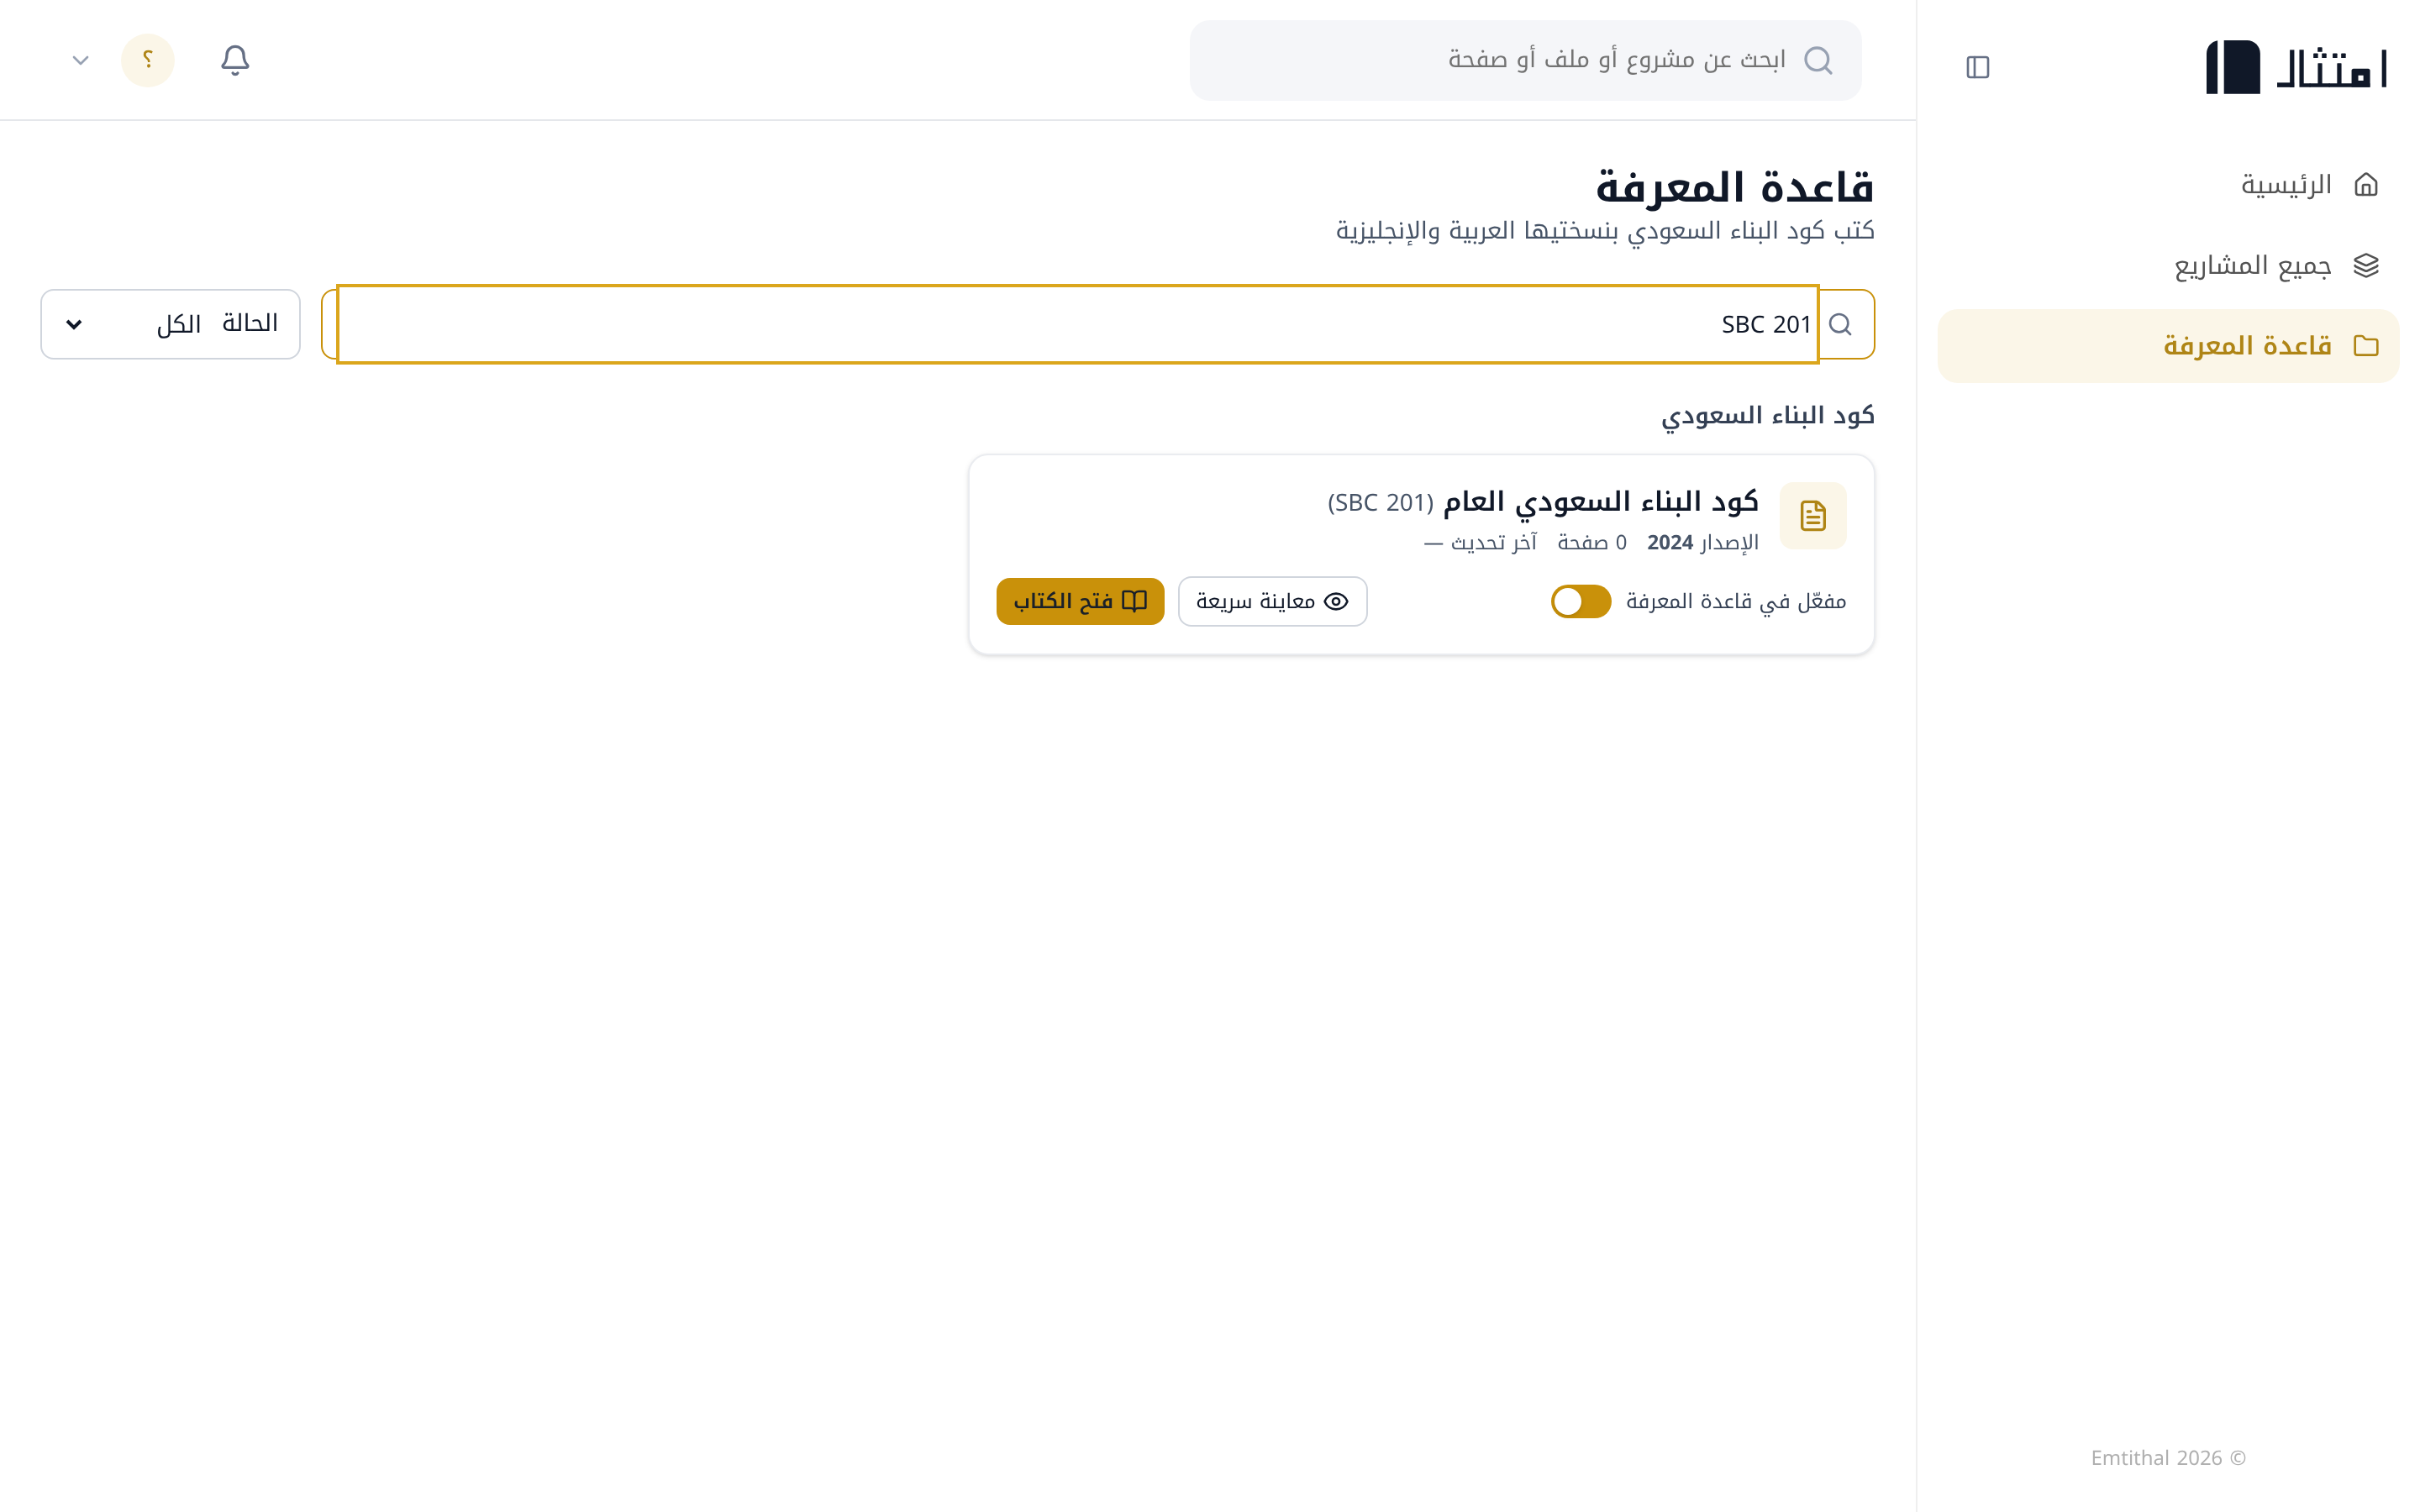 امتثال
الرئيسية
جميع المشاريع
قاعدة المعرفة
ابحث عن مشروع أو ملف أو صفحة
؟
قاعدة المعرفة
كتب كود البناء السعودي بنسختيها العربية والإنجليزية
SBC 201
الحالة الكل
كود البناء السعودي
كود البناء السعودي العام (SBC 201)
الإصدار 2024 0 صفحة آخر تحديث —
مفعّل في قاعدة المعرفة
معاينة سريعة
فتح الكتاب
© Emtithal 2026